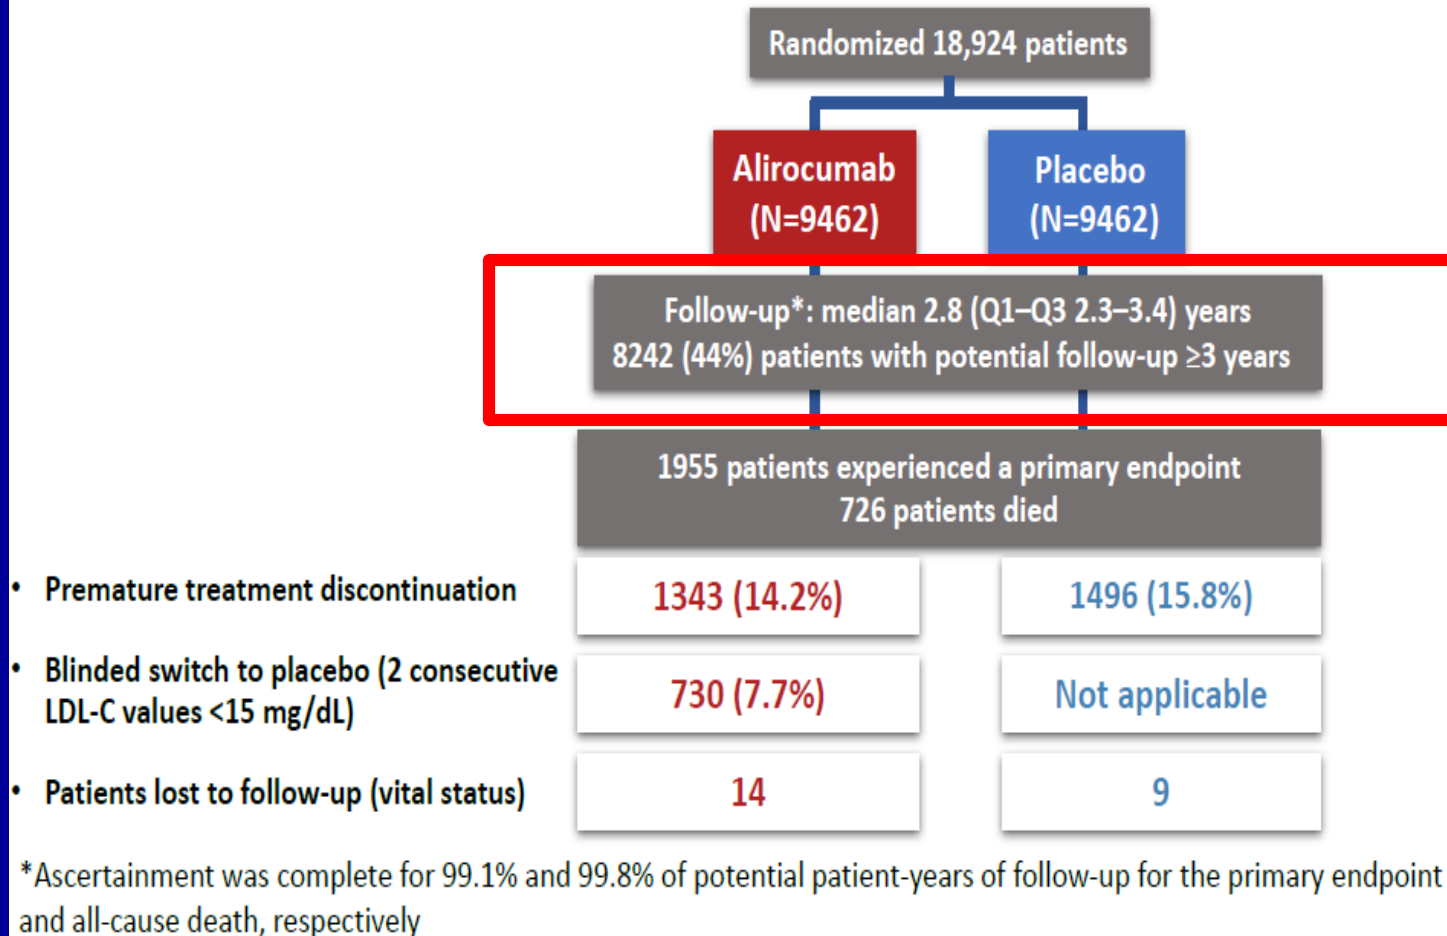 Randomized 18,924 patients
Alirocumab
(N=9462)
Placebo
(N=9462)
Follow-up*: median 2.8 (Q1–Q3 2.3–3.4) years
8242 (44%) patients with potential follow-up ≥3 years
1955 patients experienced a primary endpoint
726 patients died
• Premature treatment discontinuation
1343 (14.2%)
1496 (15.8%)
• Blinded switch to placebo (2 consecutive
LDL-C values <15 mg/dL)
730 (7.7%)
Not applicable
• Patients lost to follow-up (vital status)
14
9
*Ascertainment was complete for 99.1% and 99.8% of potential patient-years of follow-up for the primary endpoint
and all-cause death, respectively